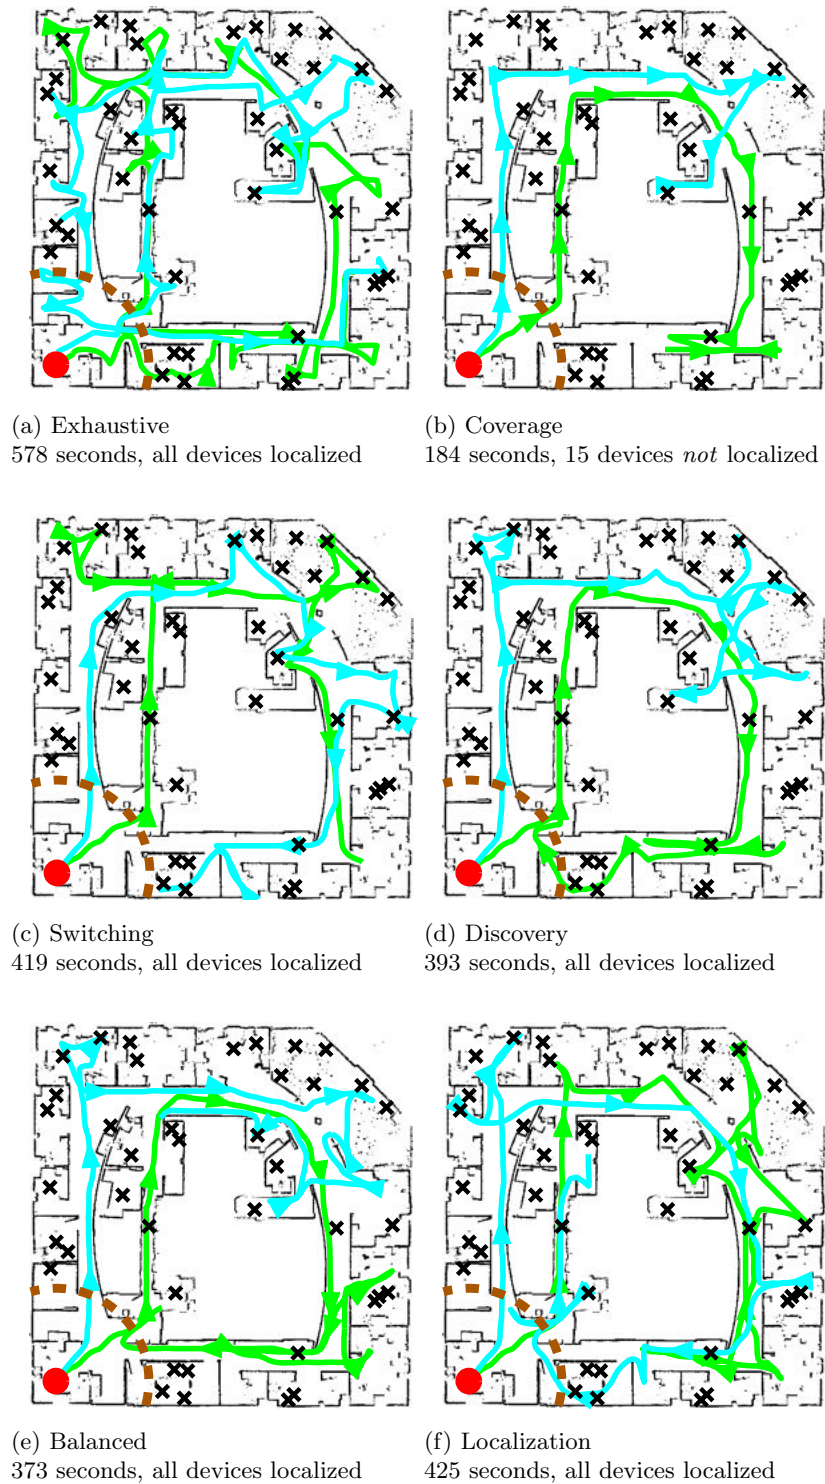 (a) Exhaustive
578 seconds, all devices localized
(b) Coverage
184 seconds, 15 devices not localized
(c) Switching
419 seconds, all devices localized
(d) Discovery
393 seconds, all devices localized
(e) Balanced
373 seconds, all devices localized
(f) Localization
425 seconds, all devices localized